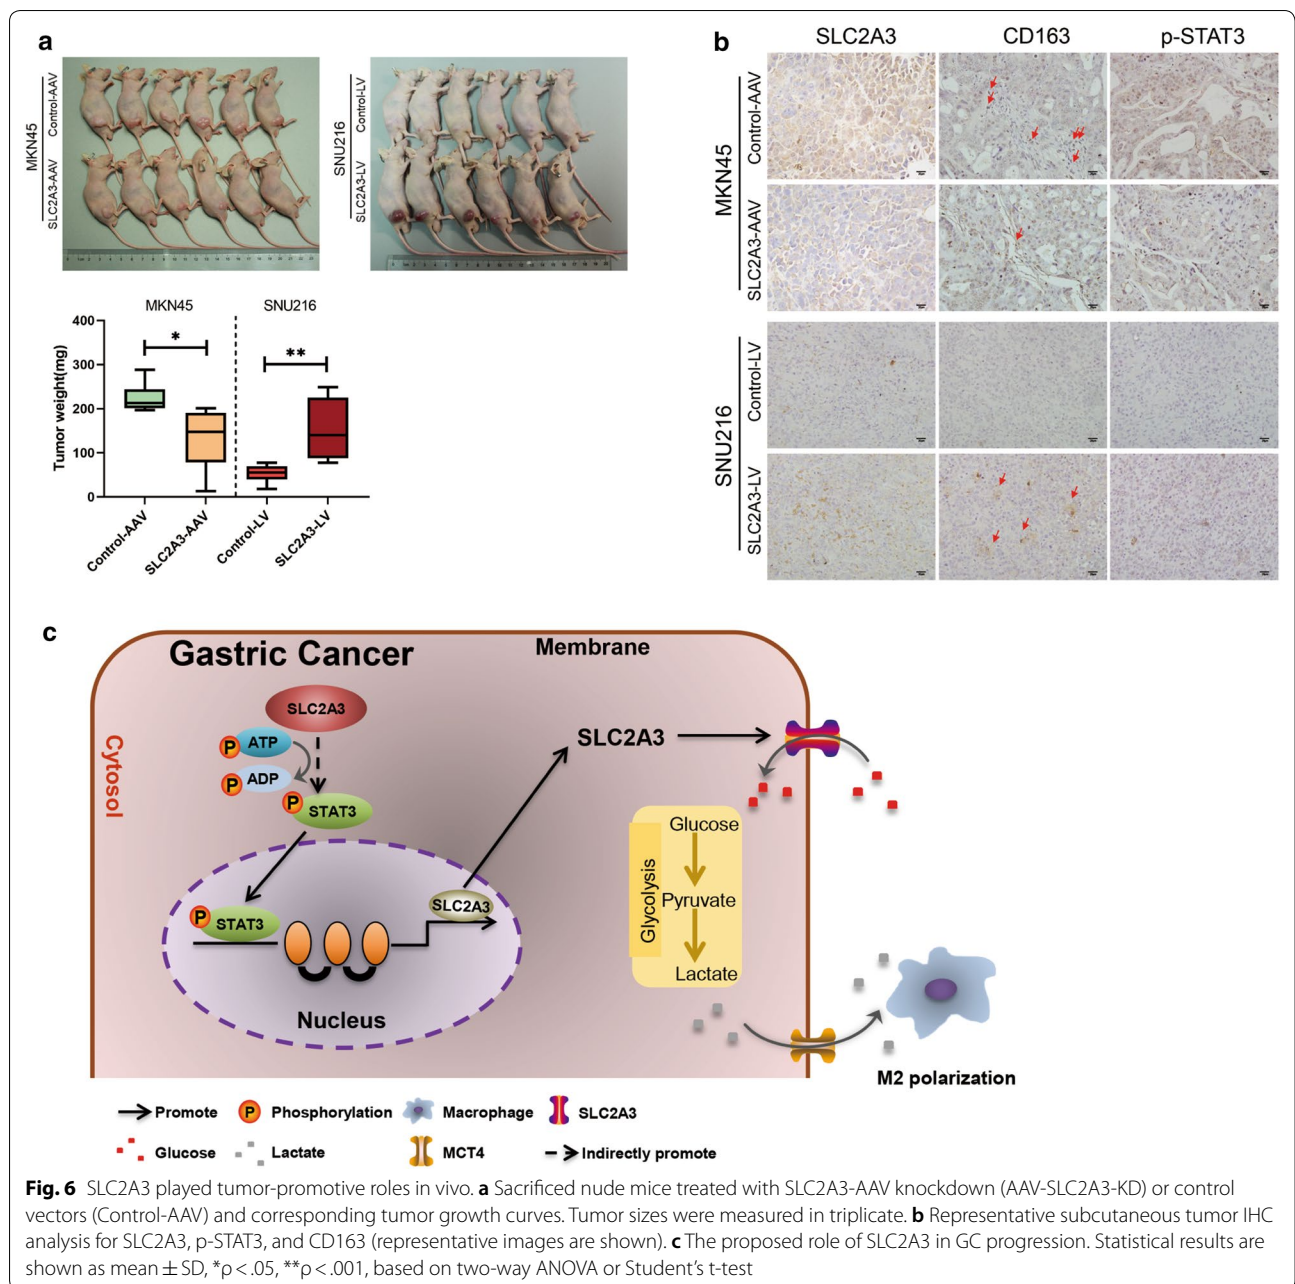 a
MKN45
Control-AAV
SLC2A3-AAV
SNU216
Control-LV
SLC2A3-LV
MKN45 SNU216
Tumor weight(mg)
400
300
200
100
0
*
**
Control-AAV
SLC2A3-AAV
Control-LV
SLC2A3-LV
b
SLC2A3 CD163 p-STAT3
MKN45
Control-AAV
SLC2A3-AAV
SNU216
Control-LV
SLC2A3-LV
c
Gastric Cancer
Membrane
Cytosol
SLC2A3
P ATP
P ADP
P STAT3
P STAT3
SLC2A3
Nucleus
SLC2A3
Glycolysis
Glucose
Pyruvate
Lactate
M2 polarization
Promote P Phosphorylation Macrophage SLC2A3
Glucose Lactate MCT4 Indirectly promote
Fig. 6 SLC2A3 played tumor-promotive roles in vivo. a Sacrificed nude mice treated with SLC2A3-AAV knockdown (AAV-SLC2A3-KD) or control
vectors (Control-AAV) and corresponding tumor growth curves. Tumor sizes were measured in triplicate. b Representative subcutaneous tumor IHC
analysis for SLC2A3, p-STAT3, and CD163 (representative images are shown). c The proposed role of SLC2A3 in GC progression. Statistical results are
shown as mean ± SD, *ρ < .05, **ρ < .001, based on two-way ANOVA or Student's t-test